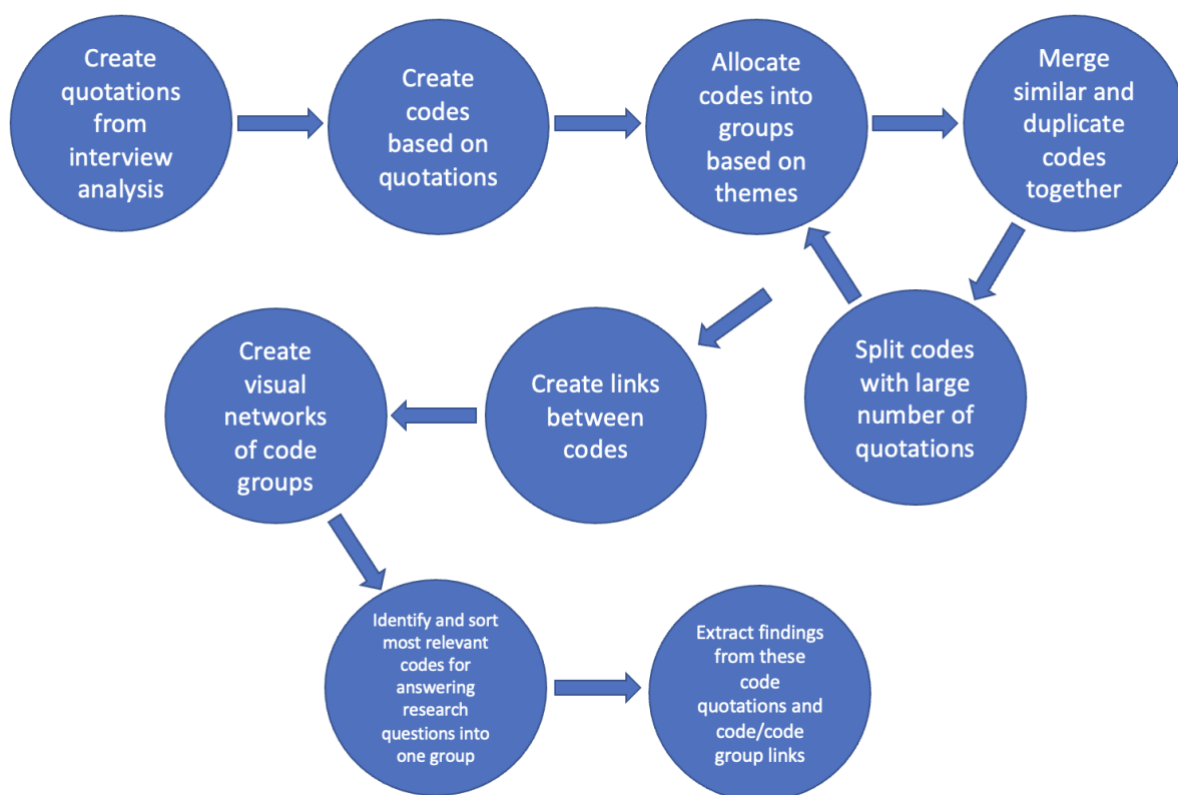 Create
quotations
from
interview
analysis
Create
codes
based on
quotations
Allocate
codes into
groups
based on
themes
Merge
similar and
duplicate
codes
together
Split codes
with large
number of
quotations
Create links
between
codes
Create
visual
networks
of code
groups
Identify and sort
most relevant
codes for
answering
research
questions into
one group
Extract findings
from these
code
quotations and
code/code
group links